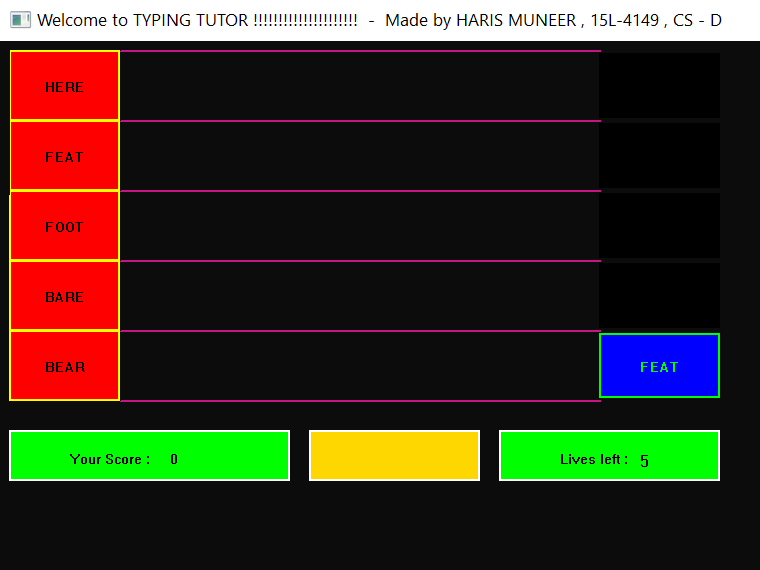 Welcome to TYPING TUTOR !!!!!!!!!!!!!!!!!!!!! - Made by HARIS MUNEER , 15L-4149 , CS - D
HERE
FEAT
FOOT
BARE
BEAR FEAT
Your Score : 0 Lives left : 5